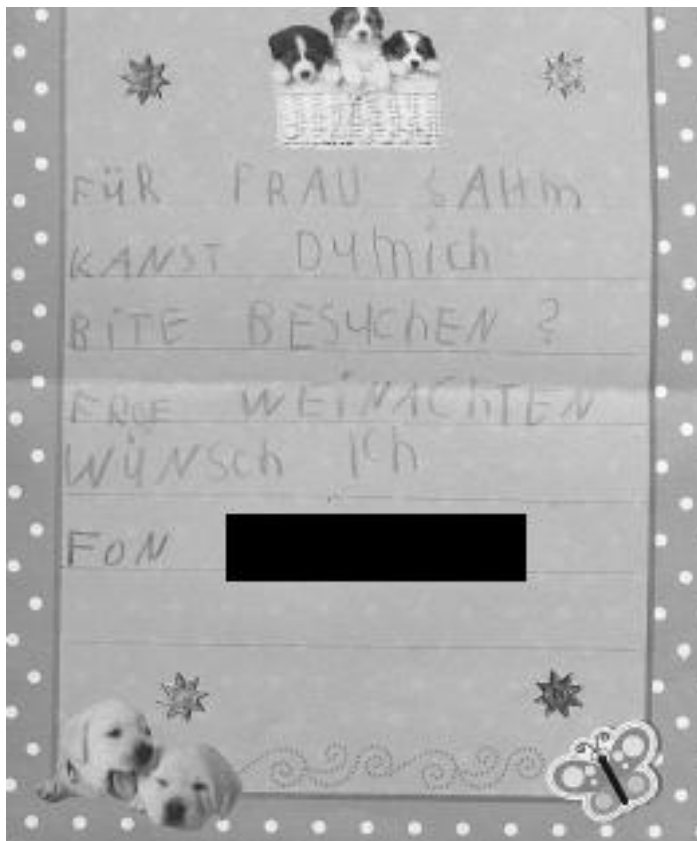 FÜR FRAU SAHM
KANST DU MICH
BITE BESUCHEN ?
FROE WEINACHTEN
WÜNSCH ICH
FON